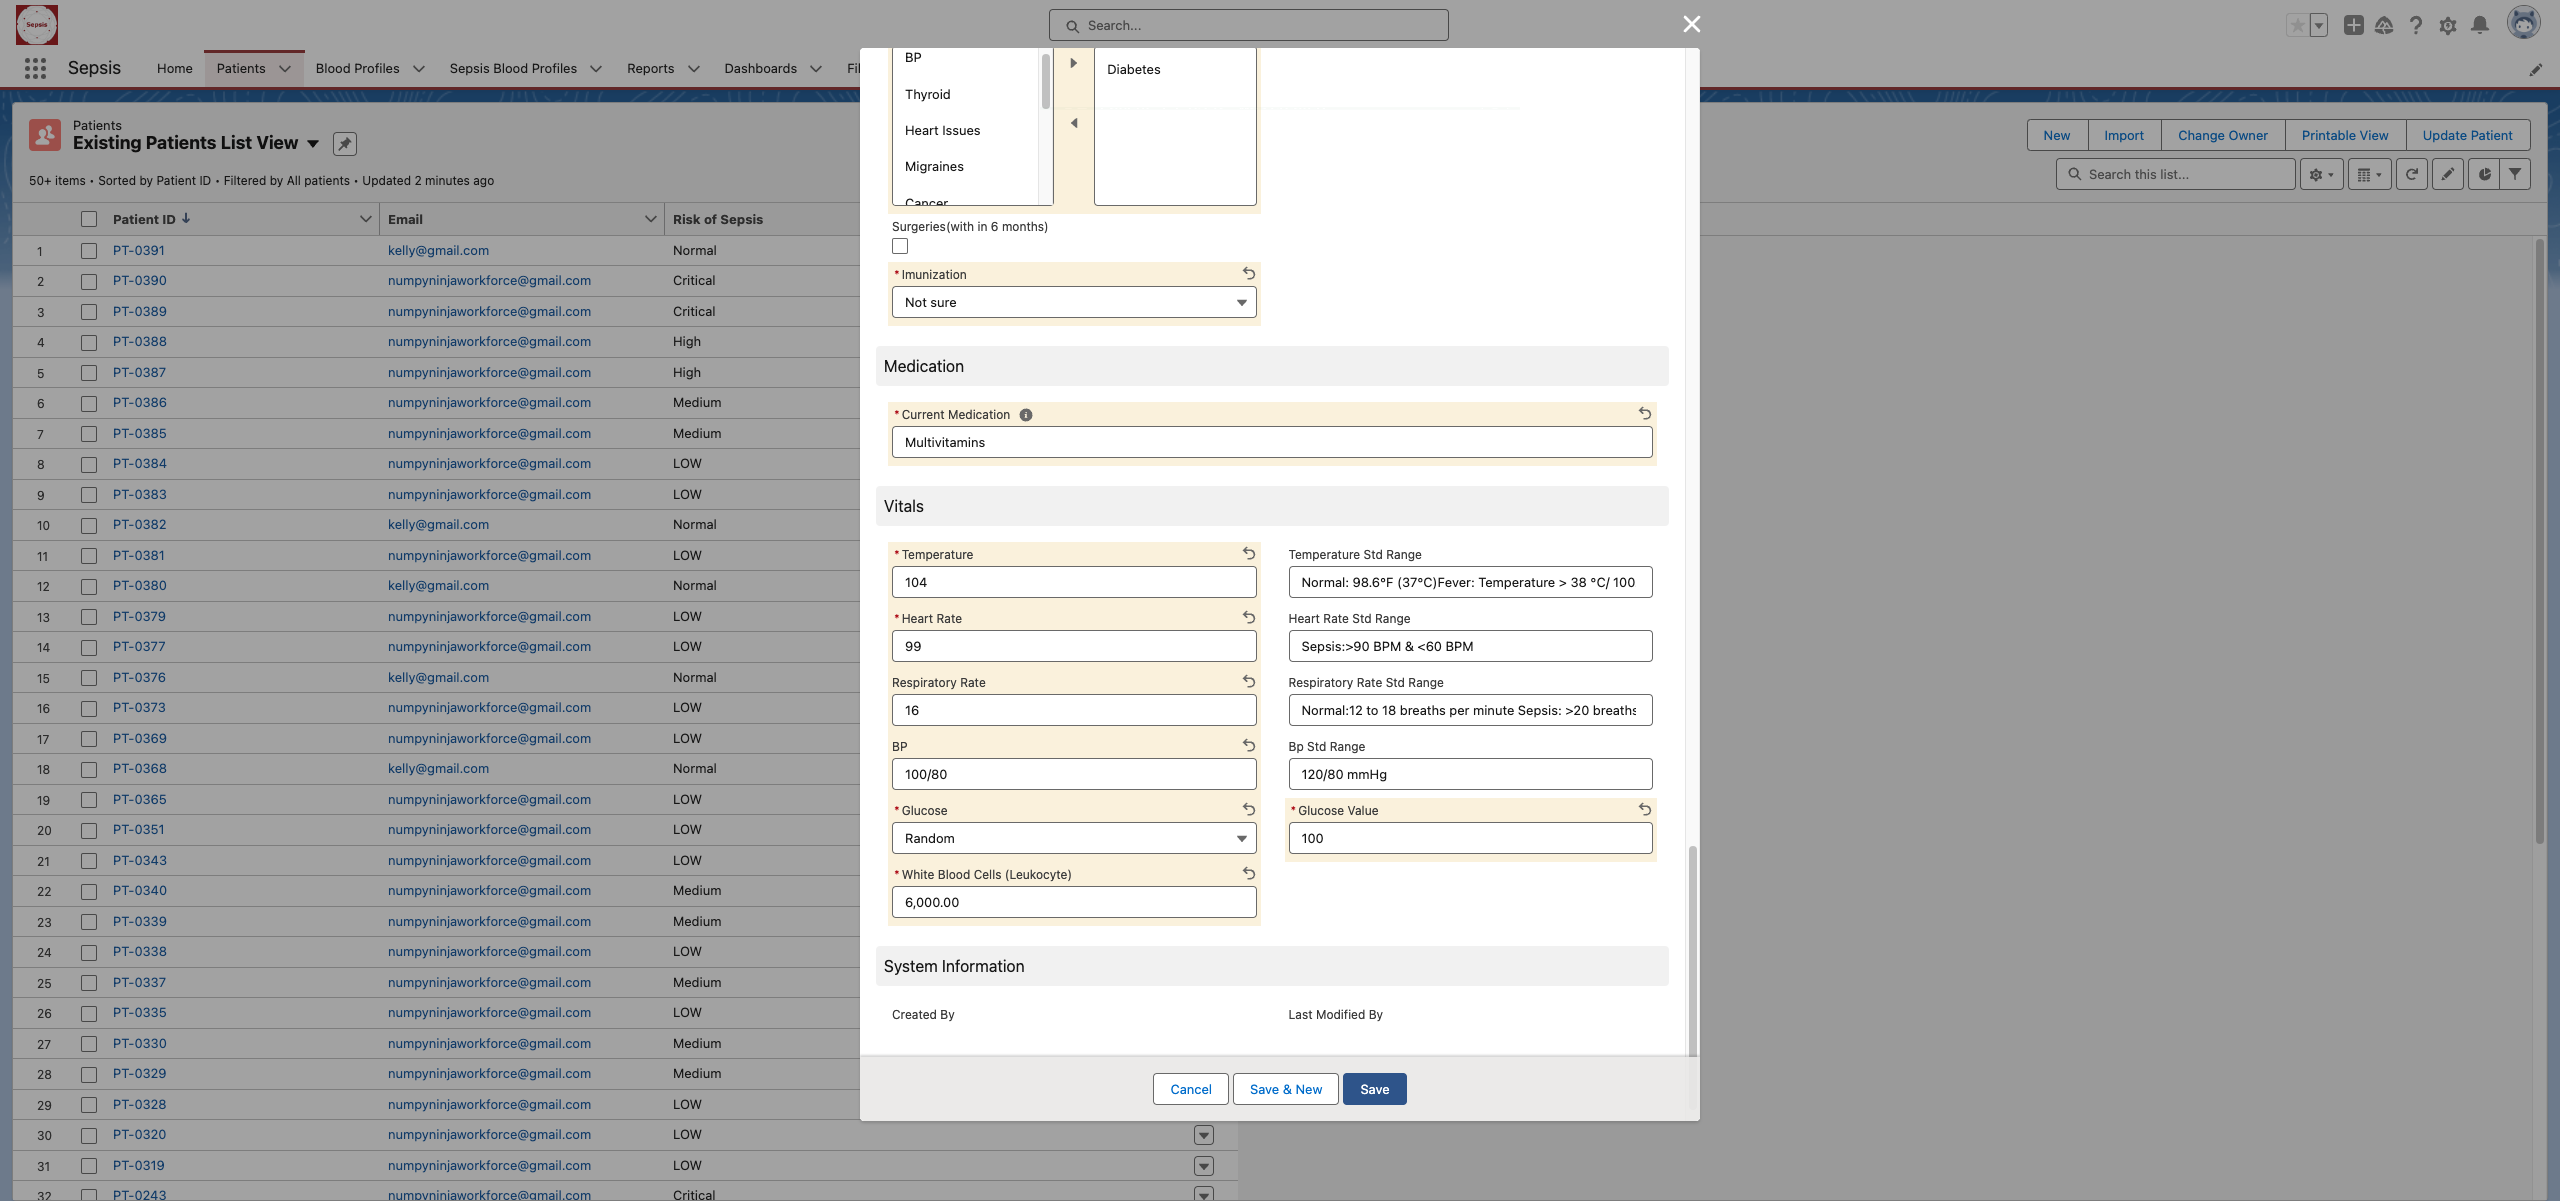 Sepsis
Search...
Sepsis
Home
Patients
Blood Profiles
Sepsis Blood Profiles
Reports
Dashboards
Patients
Existing Patients List View
50+ items • Sorted by Patient ID • Filtered by All patients • Updated 2 minutes ago
New
Import
Change Owner
Printable View
Update Patient
Search this list...
Patient ID
Email
Risk of Sepsis
1 PT-0391 kelly@gmail.com Normal
2 PT-0390 numpyninjaworkforce@gmail.com Critical
3 PT-0389 numpyninjaworkforce@gmail.com Critical
4 PT-0388 numpyninjaworkforce@gmail.com High
5 PT-0387 numpyninjaworkforce@gmail.com High
6 PT-0386 numpyninjaworkforce@gmail.com Medium
7 PT-0385 numpyninjaworkforce@gmail.com Medium
8 PT-0384 numpyninjaworkforce@gmail.com LOW
9 PT-0383 numpyninjaworkforce@gmail.com LOW
10 PT-0382 kelly@gmail.com Normal
11 PT-0381 numpyninjaworkforce@gmail.com LOW
12 PT-0380 kelly@gmail.com Normal
13 PT-0379 numpyninjaworkforce@gmail.com LOW
14 PT-0377 numpyninjaworkforce@gmail.com LOW
15 PT-0376 kelly@gmail.com Normal
16 PT-0373 numpyninjaworkforce@gmail.com LOW
17 PT-0369 numpyninjaworkforce@gmail.com LOW
18 PT-0368 kelly@gmail.com Normal
19 PT-0365 numpyninjaworkforce@gmail.com LOW
20 PT-0351 numpyninjaworkforce@gmail.com LOW
21 PT-0343 numpyninjaworkforce@gmail.com LOW
22 PT-0340 numpyninjaworkforce@gmail.com Medium
23 PT-0339 numpyninjaworkforce@gmail.com Medium
24 PT-0338 numpyninjaworkforce@gmail.com LOW
25 PT-0337 numpyninjaworkforce@gmail.com Medium
26 PT-0335 numpyninjaworkforce@gmail.com LOW
27 PT-0330 numpyninjaworkforce@gmail.com Medium
28 PT-0329 numpyninjaworkforce@gmail.com Medium
29 PT-0328 numpyninjaworkforce@gmail.com LOW
30 PT-0320 numpyninjaworkforce@gmail.com LOW
31 PT-0319 numpyninjaworkforce@gmail.com LOW
32 PT-0243 numpyninjaworkforce@gmail.com Critical
BP
Thyroid
Heart Issues
Migraines
Cancer
Diabetes
Surgeries(with in 6 months)
* Imunization
Not sure
Medication
* Current Medication
Multivitamins
Vitals
* Temperature
104
Temperature Std Range
Normal: 98.6°F (37°C)Fever: Temperature > 38 °C/ 100
* Heart Rate
99
Heart Rate Std Range
Sepsis:>90 BPM & <60 BPM
Respiratory Rate
16
Respiratory Rate Std Range
Normal:12 to 18 breaths per minute Sepsis: >20 breaths
BP
100/80
Bp Std Range
120/80 mmHg
* Glucose
Random
* Glucose Value
100
* White Blood Cells (Leukocyte)
6,000.00
System Information
Created By
Last Modified By
Cancel
Save & New
Save